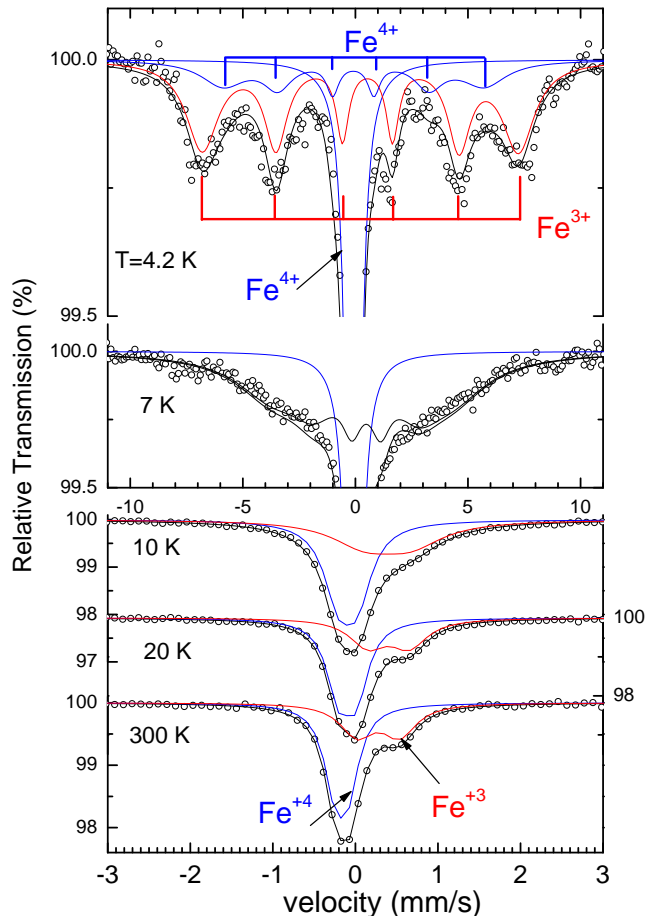 100.0
Fe4+
Fe3+
T=4.2 K
Fe4+
99.5
100.0
7 K
99.5
-10 -5 0 5 10
Relative Transmission (%)
100
10 K
99
98
100
20 K
97
98
100
300 K
99
Fe+4
Fe+3
98
-3 -2 -1 0 1 2 3
velocity (mm/s)